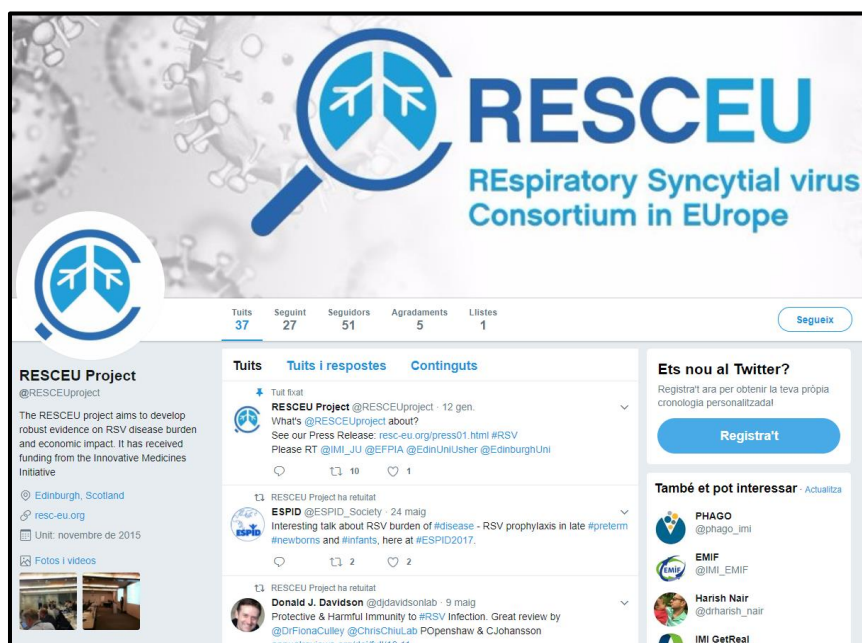 RESCEU
REspiratory Syncytial virus
Consortium in EUrope
Tuits Seguint Seguidors Agradaments Llistes
37 27 51 5 1
Segueix
RESCEU Project
@RESCEUproject
The RESCEU project aims to develop
robust evidence on RSV disease burden
and economic impact. It has received
funding from the Innovative Medicines
Initiative
Edinburgh, Scotland
resc-eu.org
Unit: novembre de 2015
Fotos i vídeos
Tuits Tuits i respostes Continguts
Tuit fixat
RESCEU Project @RESCEUproject · 12 gen.
What's @RESCEUproject about?
See our Press Release: resc-eu.org/press01.html #RSV
Please RT @IMI_JU @EFPIA @EdinUniUsher @EdinburghUni
10 1
RESCEU Project ha retuitat
ESPID @ESPID_Society · 24 maig
ESPID
Interesting talk about RSV burden of #disease - RSV prophylaxis in late #preterm
#newborns and #infants, here at #ESPID2017.
2 2
RESCEU Project ha retuitat
Donald J. Davidson @djdavidsonlab · 9 maig
Protective & Harmful Immunity to #RSV Infection. Great review by
@DrFionaCulley @ChrisChiuLab POpenshaw & CJohansson
Ets nou al Twitter?
Registra't ara per obtenir la teva pròpia
cronologia personalitzada!
Registra't
També et pot interessar · Actualitza
PHAGO
@phago_imi
EMIF
EMIF
@IMI_EMIF
Harish Nair
@drharish_nair
IMI GetReal